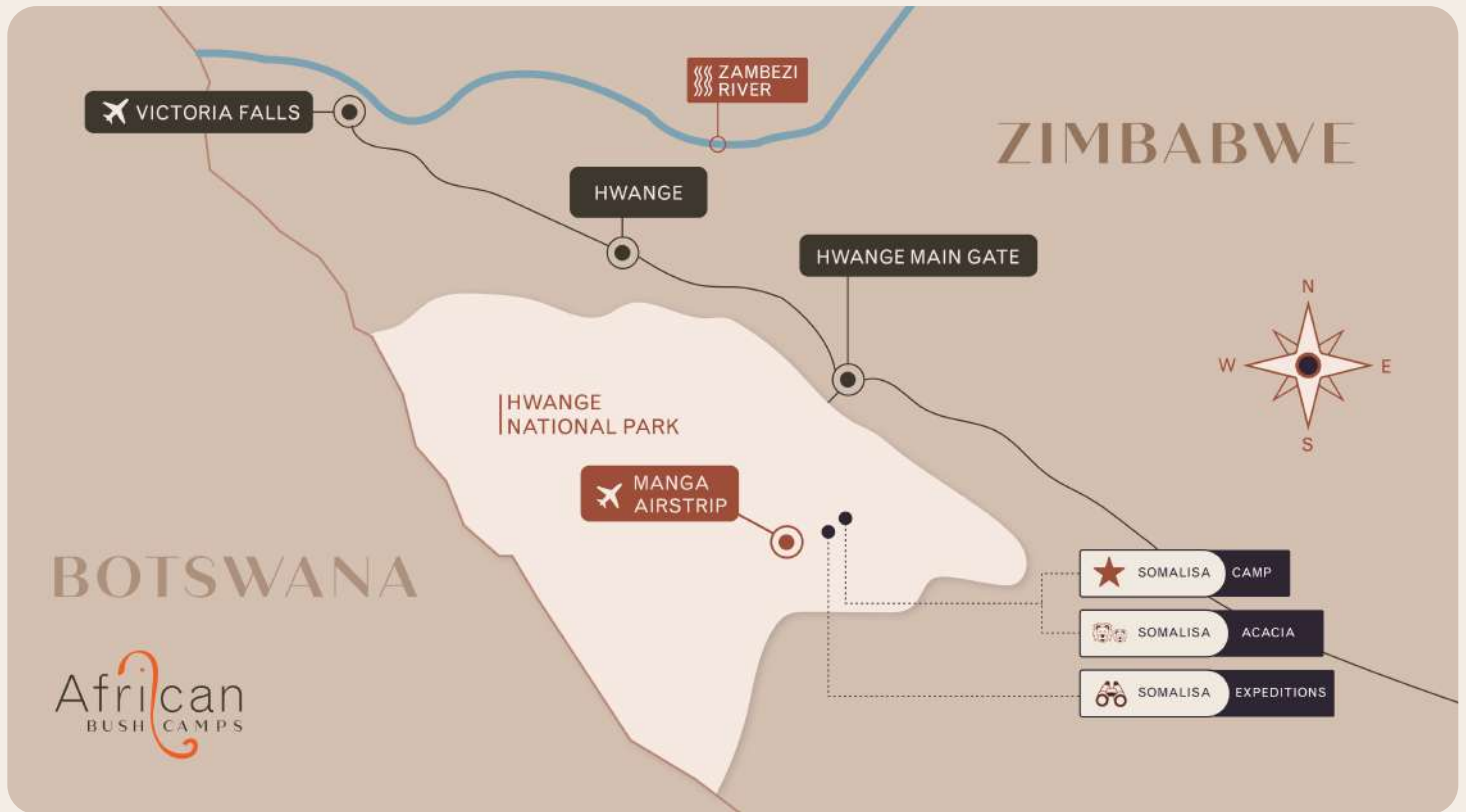 ZAMBEZI
RIVER
VICTORIA FALLS
ZIMBABWE
HWANGE
HWANGE MAIN GATE
N
W
E
S
HWANGE
NATIONAL PARK
MANGA
AIRSTRIP
BOTSWANA
SOMALISA CAMP
SOMALISA ACACIA
SOMALISA EXPEDITIONS
African
BUSH CAMPS